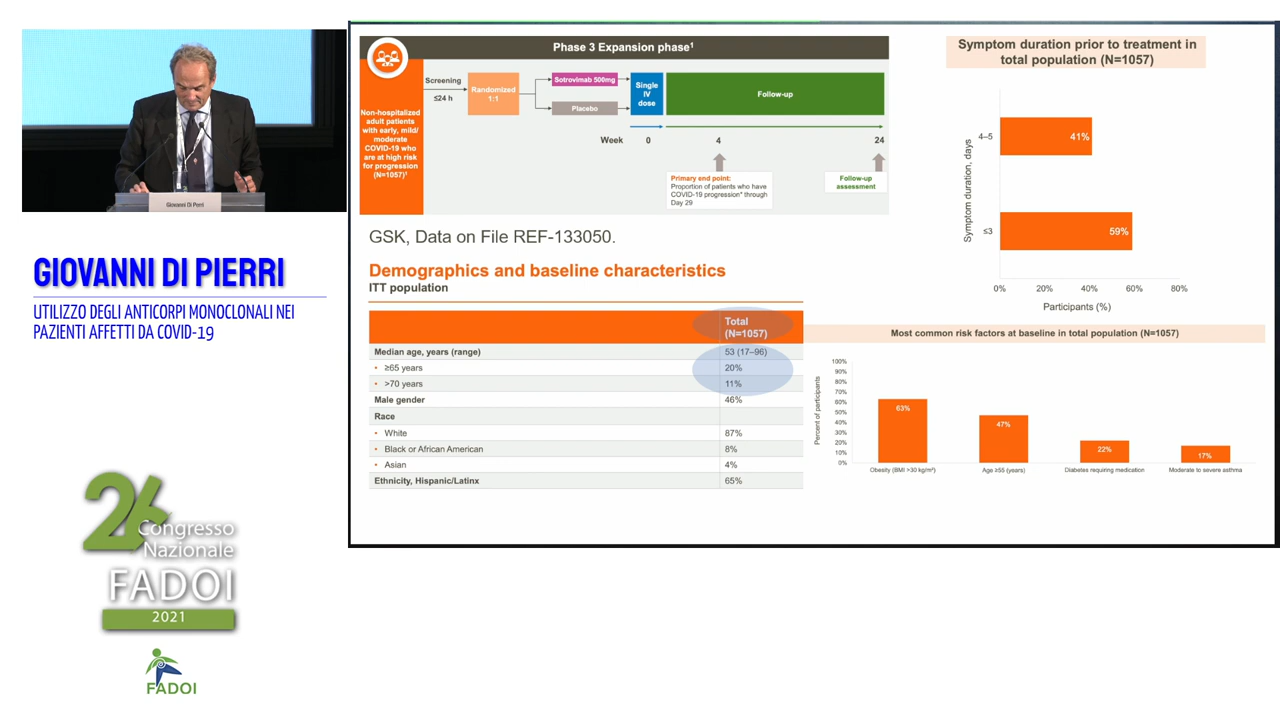 Giovanni Di Perri
GIOVANNI DI PIERRI
UTILIZZO DEGLI ANTICORPI MONOCLONALI NEI
PAZIENTI AFFETTI DA COVID-19
26
Congresso
Nazionale
FADOI
2021
FADOI
Phase 3 Expansion phase¹
Non-hospitalized
adult patients
with early, mild/
moderate
COVID-19 who
are at high risk
for progression
(N=1057)¹
Screening
≤24 h
Randomized
1:1
Sotrovimab 500mg
Placebo
Single
IV
dose
Follow-up
Week 0 4 24
Primary end point:
Proportion of patients who have
COVID-19 progression* through
Day 29
Follow-up
assessment
GSK, Data on File REF-133050.
Demographics and baseline characteristics
ITT population
Total
(N=1057)
Median age, years (range) 53 (17–96)
• ≥65 years 20%
• >70 years 11%
Male gender 46%
Race
• White 87%
• Black or African American 8%
• Asian 4%
Ethnicity, Hispanic/Latinx 65%
Symptom duration prior to treatment in
total population (N=1057)
Symptom duration, days
4–5 41%
≤3 59%
0% 20% 40% 60% 80%
Participants (%)
Most common risk factors at baseline in total population (N=1057)
Percent of participants
100%
90%
80%
70%
60%
50%
40%
30%
20%
10%
0%
63% 47% 22% 17%
Obesity (BMI >30 kg/m²) Age ≥55 (years) Diabetes requiring medication Moderate to severe asthma